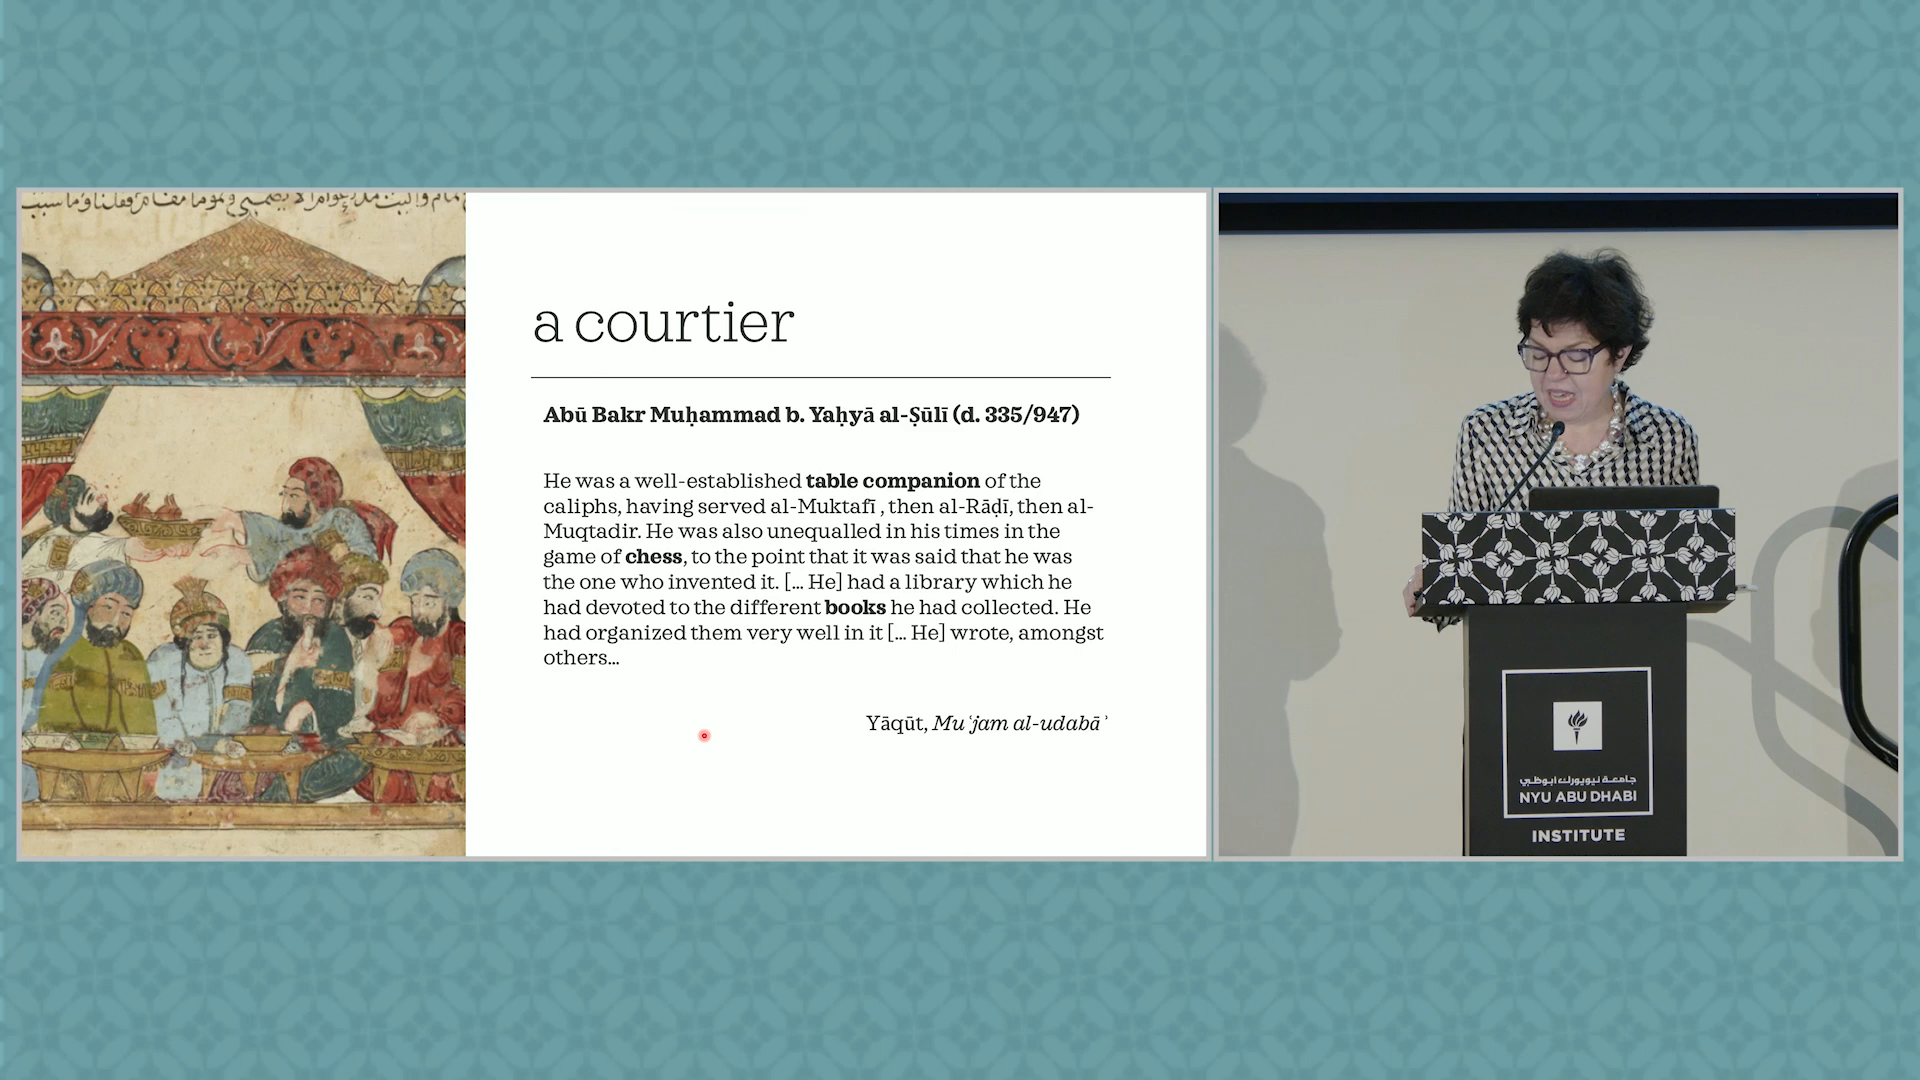 a courtier
Abū Bakr Muḥammad b. Yaḥyā al-Ṣūlī (d. 335/947)
He was a well-established table companion of the
caliphs, having served al-Muktafī , then al-Rāḍī, then al-
Muqtadir. He was also unequalled in his times in the
game of chess, to the point that it was said that he was
the one who invented it. [... He] had a library which he
had devoted to the different books he had collected. He
had organized them very well in it [... He] wrote, amongst
others...
Yāqūt, Muʿjam al-udabāʾ
جامعة نيويورك أبوظبي
NYU ABU DHABI
INSTITUTE